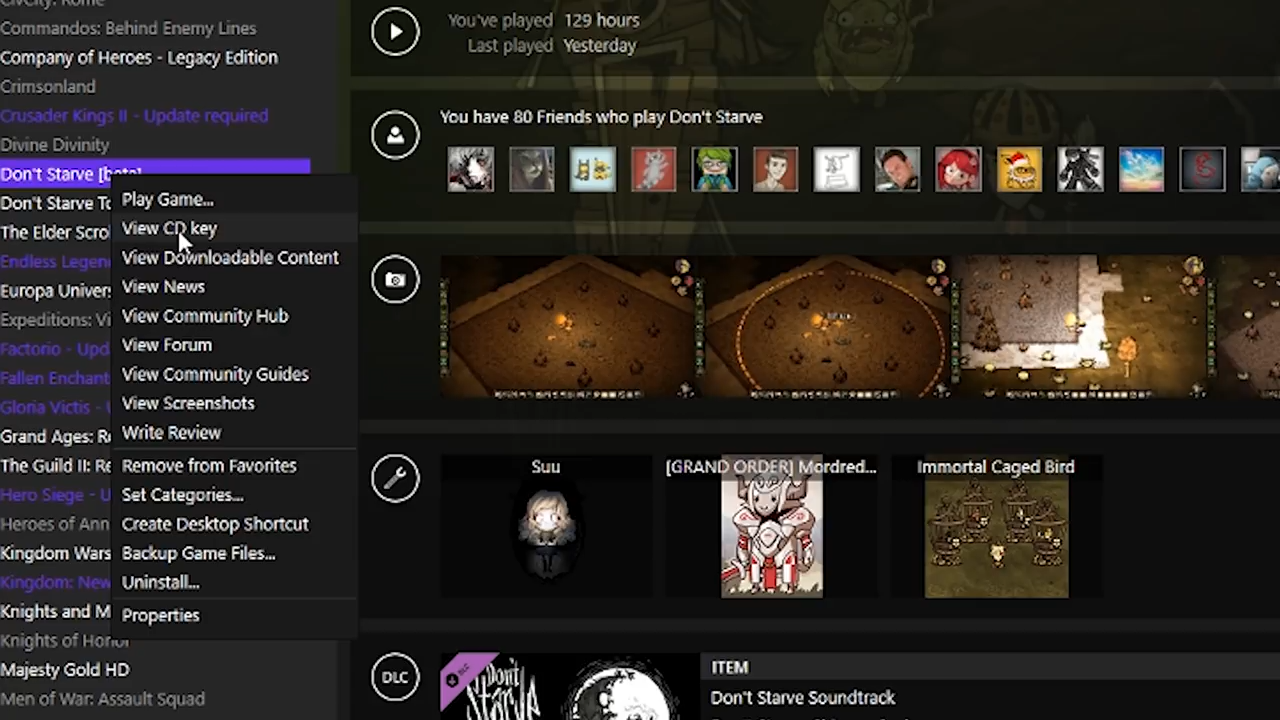 CivCity: Rome
Commandos: Behind Enemy Lines
Company of Heroes - Legacy Edition
Crimsonland
Crusader Kings II - Update required
Divine Divinity
Don't Starve [beta]
Don't Starve To
The Elder Scrol
Endless Legen
Europa Univers
Expeditions: Vi
Factorio - Upd
Fallen Enchant
Gloria Victis - U
Grand Ages: R
The Guild II: Re
Hero Siege - U
Heroes of Ann
Kingdom Wars
Kingdom: New
Knights and M
Knights of Honor
Majesty Gold HD
Men of War: Assault Squad
Play Game...
View CD key
View Downloadable Content
View News
View Community Hub
View Forum
View Community Guides
View Screenshots
Write Review
Remove from Favorites
Set Categories...
Create Desktop Shortcut
Backup Game Files...
Uninstall...
Properties
You've played 129 hours
Last played Yesterday
You have 80 Friends who play Don't Starve
Suu
[GRAND ORDER] Mordred...
Immortal Caged Bird
DLC
DLC
Don't
Starve
ITEM
Don't Starve Soundtrack